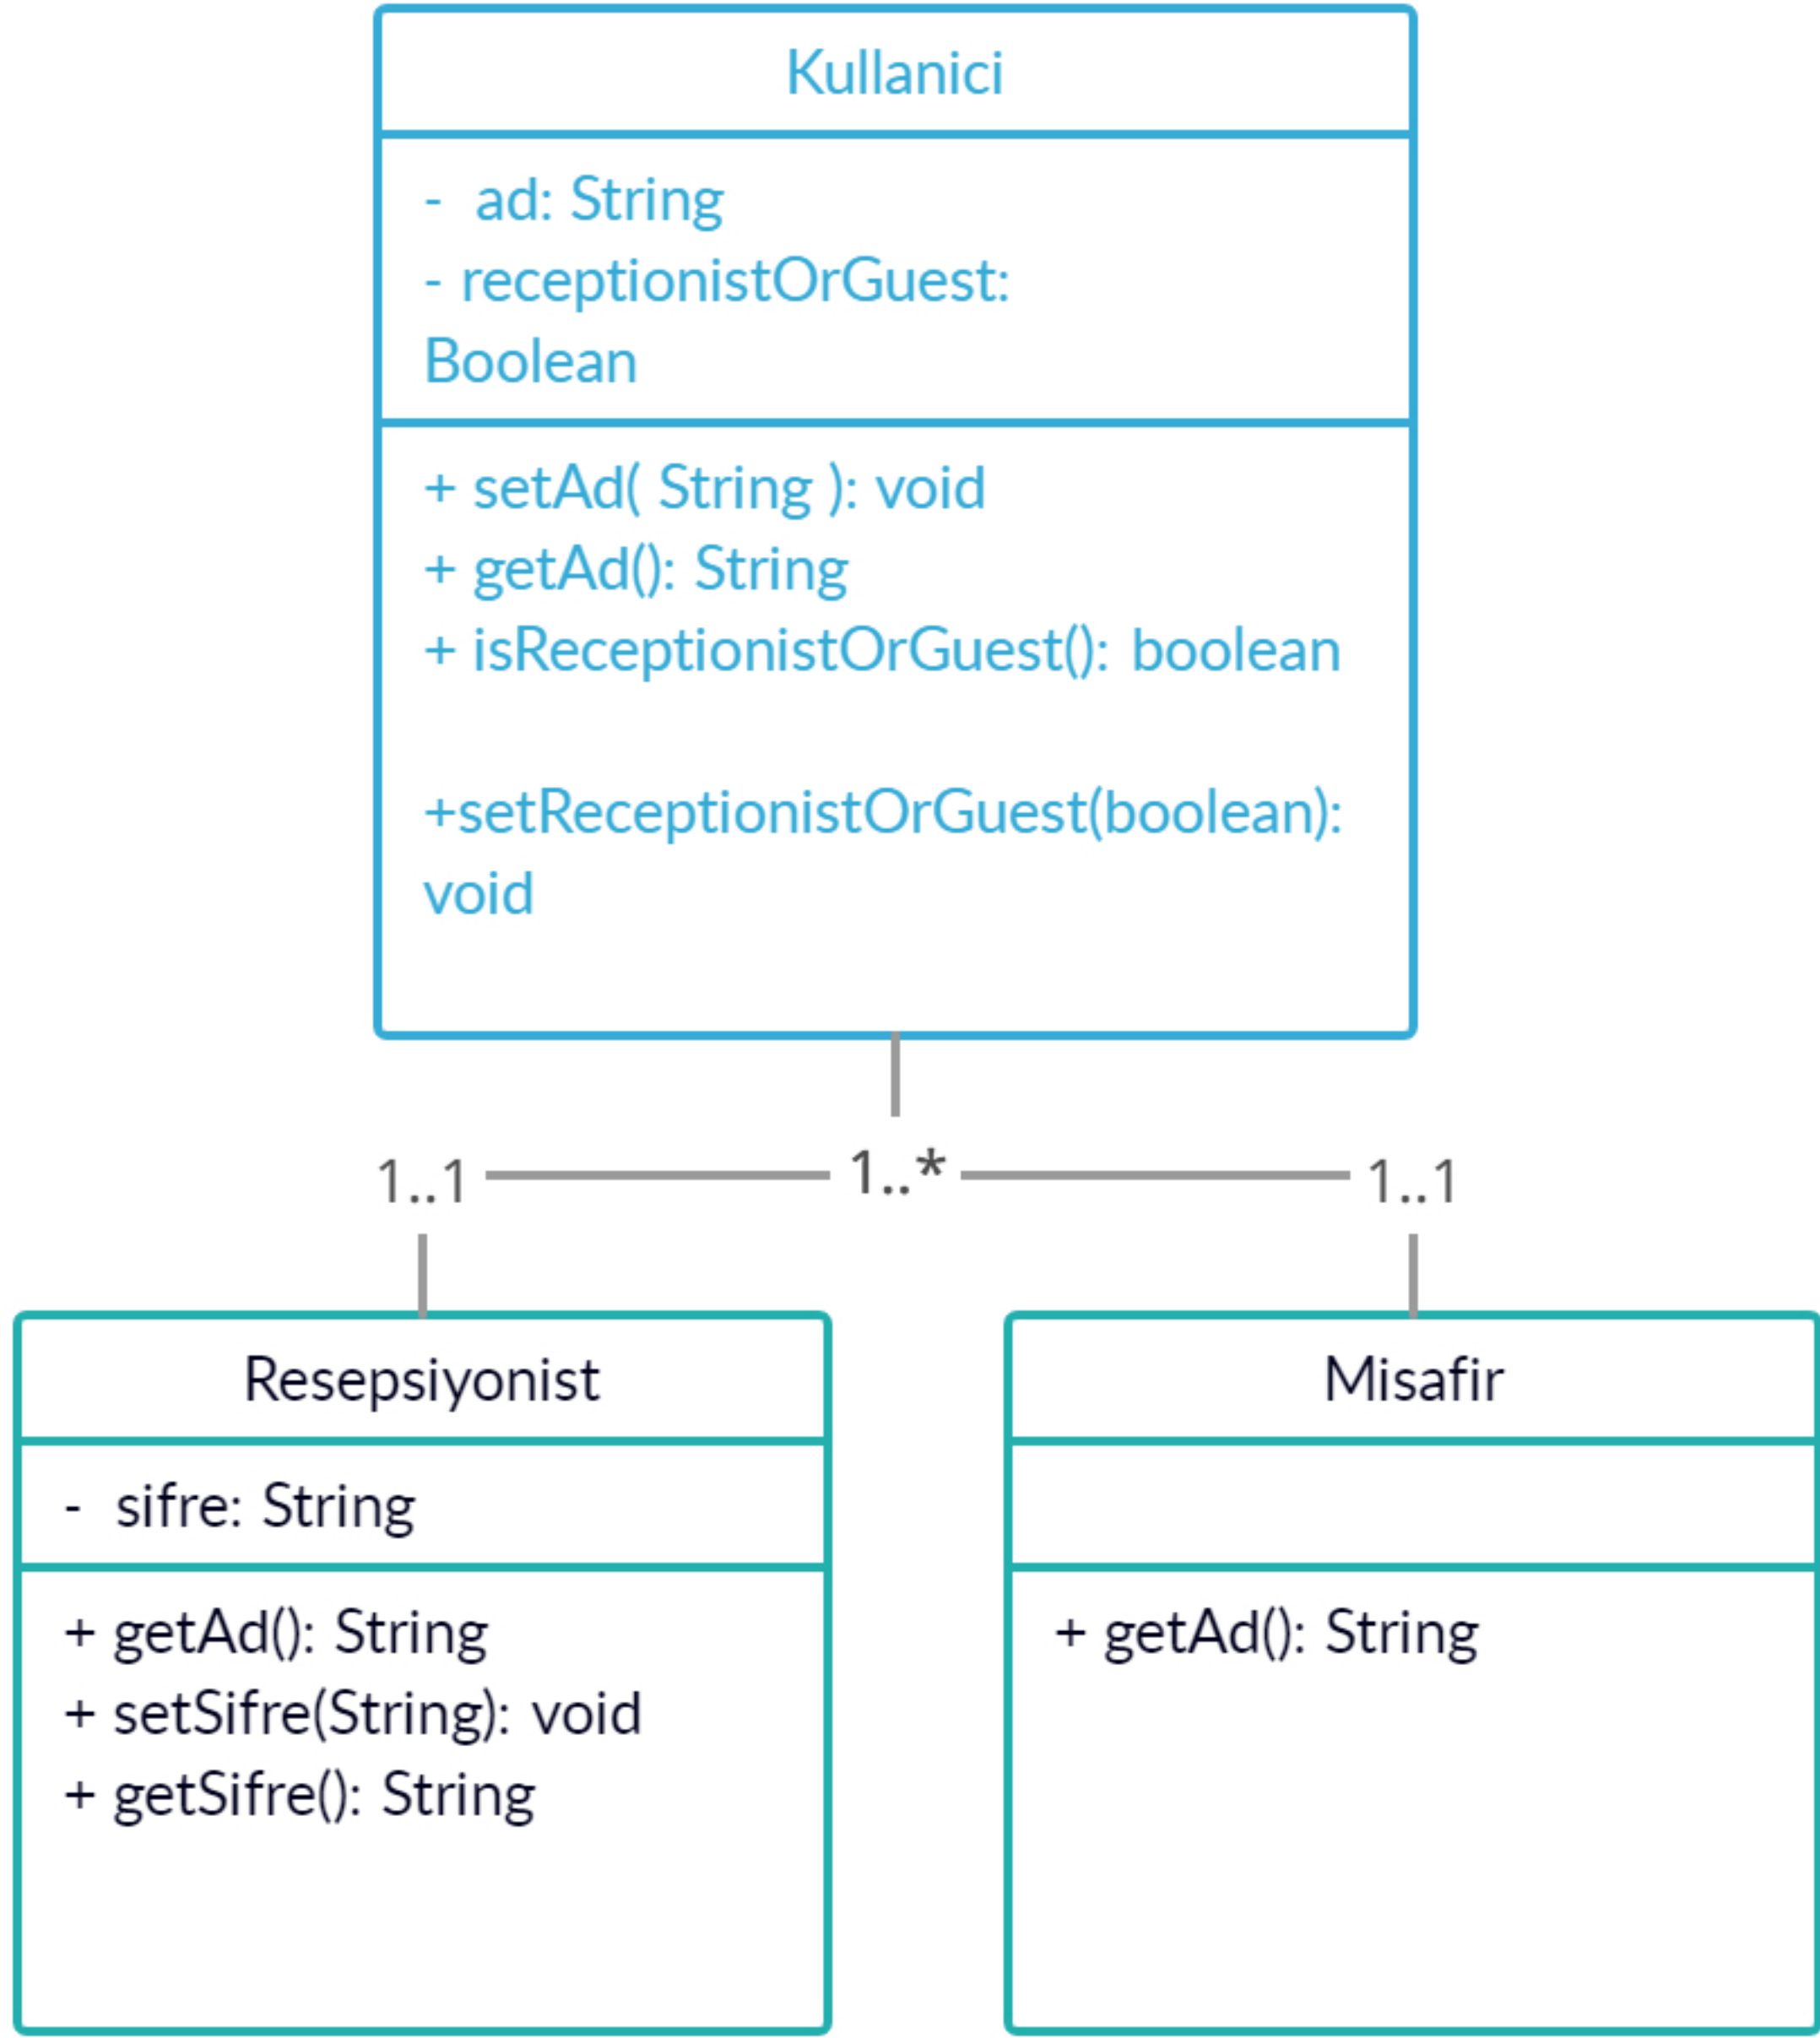 Kullanici
- ad: String
- receptionistOrGuest:
Boolean
+ setAd( String ): void
+ getAd(): String
+ isReceptionistOrGuest(): boolean
+setReceptionistOrGuest(boolean):
void
1..1 1..* 1..1
Resepsiyonist
- sifre: String
+ getAd(): String
+ setSifre(String): void
+ getSifre(): String
Misafir
+ getAd(): String